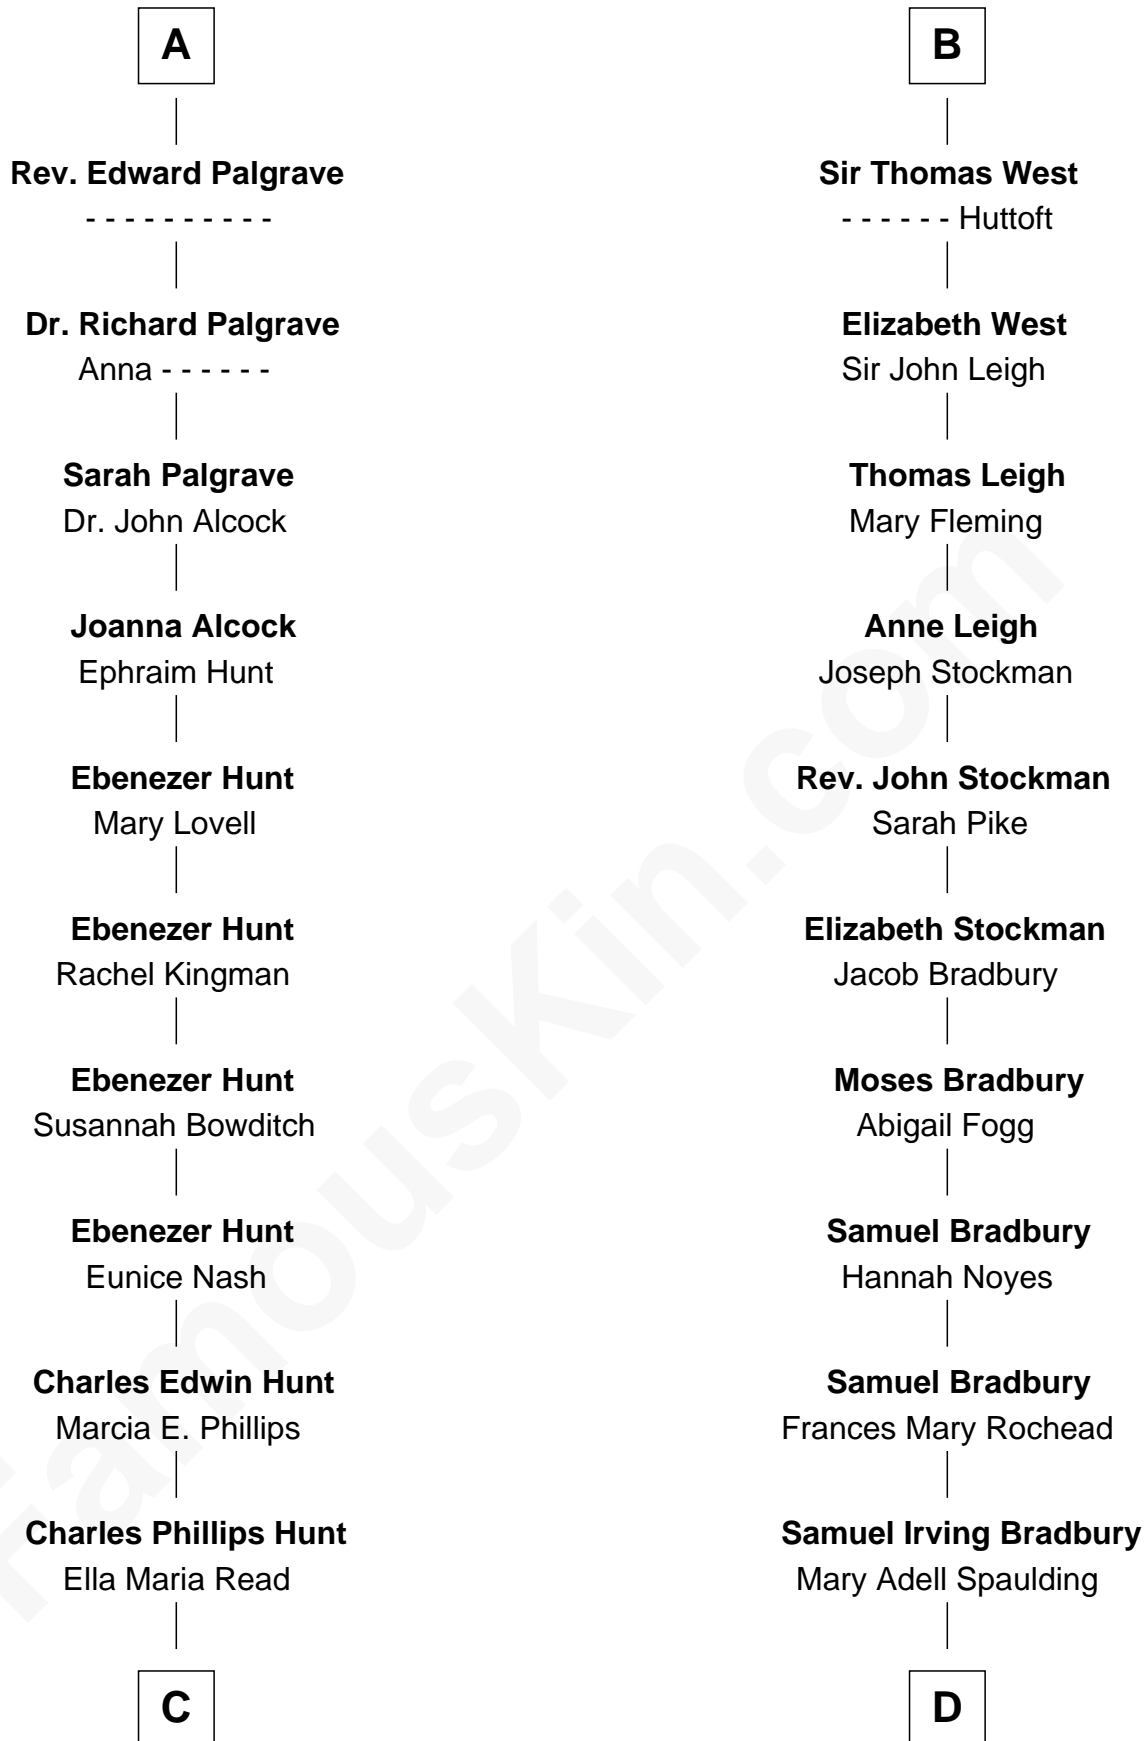 A
Rev. Edward Palgrave
- - - - - - - - - -
Dr. Richard Palgrave
Anna - - - - - -
Sarah Palgrave
Dr. John Alcock
Joanna Alcock
Ephraim Hunt
Ebenezer Hunt
Mary Lovell
Ebenezer Hunt
Rachel Kingman
Ebenezer Hunt
Susannah Bowditch
Ebenezer Hunt
Eunice Nash
Charles Edwin Hunt
Marcia E. Phillips
Charles Phillips Hunt
Ella Maria Read
C
B
Sir Thomas West
- - - - - - Huttoft
Elizabeth West
Sir John Leigh
Thomas Leigh
Mary Fleming
Anne Leigh
Joseph Stockman
Rev. John Stockman
Sarah Pike
Elizabeth Stockman
Jacob Bradbury
Moses Bradbury
Abigail Fogg
Samuel Bradbury
Hannah Noyes
Samuel Bradbury
Frances Mary Rochead
Samuel Irving Bradbury
Mary Adell Spaulding
D
FamousKin.com